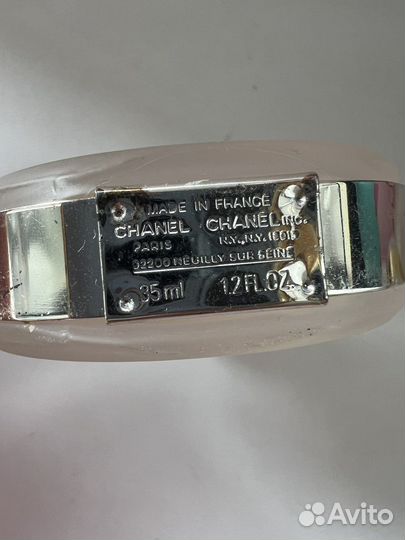 MADE IN FRANCE
CHANEL CHANEL INC.
PARIS N.Y., N.Y. 10019
92200 NEUILLY SUR SEINE
35 ml 1.2 FL.OZ.
Avito